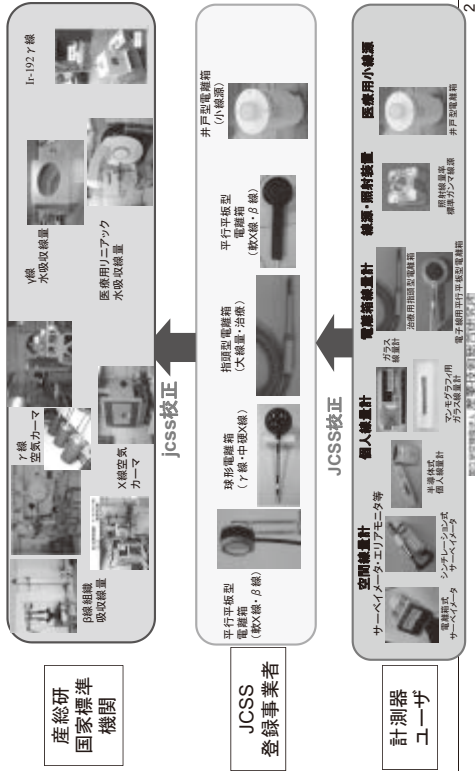 産総研
国家標準
機関
β線組織
吸収線量
γ線
空気カーマ
X線空気
カーマ
γ線
水吸収線量
医療用リニアック
水吸収線量
Ir-192 γ線
jcss校正
JCSS
登録事業者
平行平板型
電離箱
(軟X線・β線)
球形電離箱
(γ線・中硬X線)
指頭型電離箱
(大線量・治療)
平行平板型
電離箱
(軟X線・β線)
井戸型電離箱
(小線源)
JCSS校正
計測器
ユーザ
空間線量計
サーベイメータ・エリアモニタ等
電離箱式
サーベイメータ
シンチレーション式
サーベイメータ
個人線量計
半導体式
個人線量計
ガラス
線量計
マンモグラフィ用
ガラス線量計
電離箱線量計
治療用指頭型電離箱
電子線用平行平板型電離箱
線源・照射装置
照射線量率
標準ガンマ線源
医療用小線源
井戸型電離箱
2